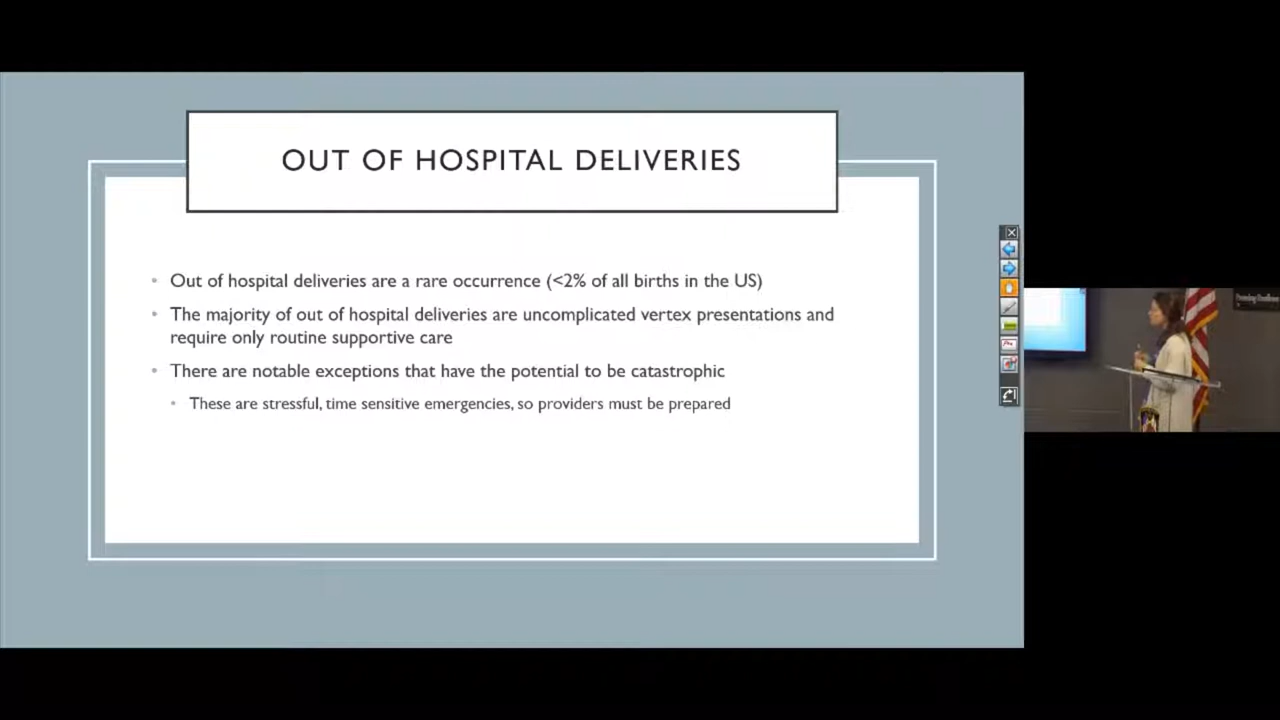 OUT OF HOSPITAL DELIVERIES
• Out of hospital deliveries are a rare occurrence (<2% of all births in the US)
• The majority of out of hospital deliveries are uncomplicated vertex presentations and
require only routine supportive care
• There are notable exceptions that have the potential to be catastrophic
• These are stressful, time sensitive emergencies, so providers must be prepared